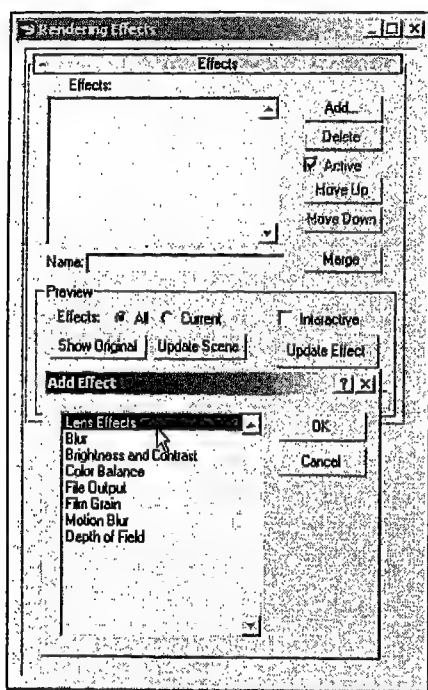 Rendering Effects
Effects
Effects:
Add...
Delete
Active
Move Up
Move Down
Name:
Merge
Preview
Effects: All Current Interactive
Show Original Update Scene Update Effect
Add Effect
Lens Effects
Blur
Brightness and Contrast
Color Balance
File Output
Film Grain
Motion Blur
Depth of Field
OK
Cancel